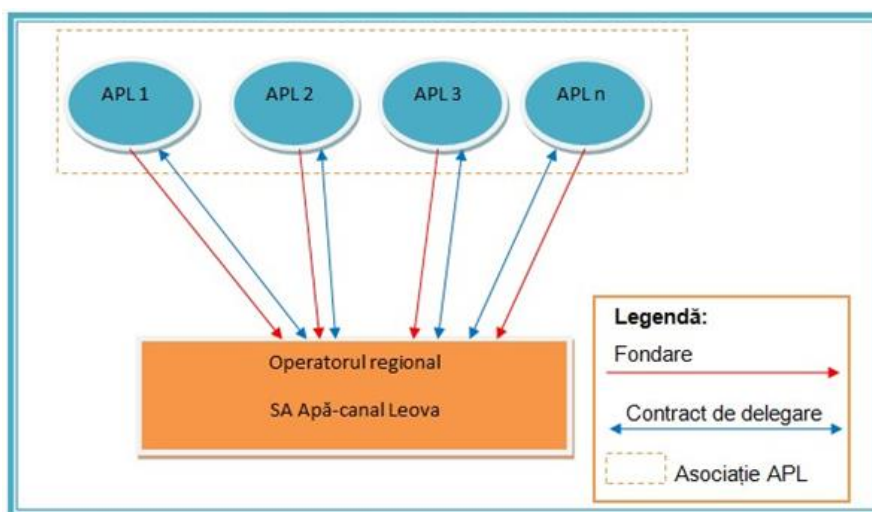 APL 1
APL 2
APL 3
APL n
Operatorul regional
SA Apă-canal Leova
Legendă:
Fondare
Contract de delegare
Asociație APL